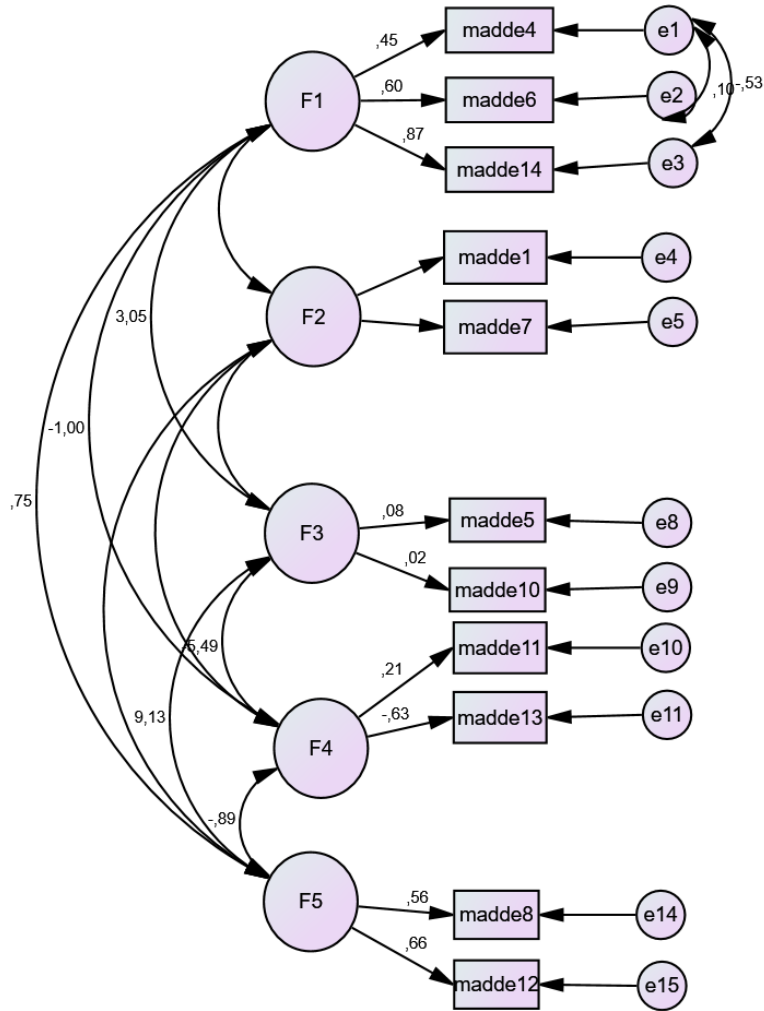 ,45
madde4
e1
F1
,60
madde6
e2
,10
-,53
,87
madde14
e3
madde1
e4
F2
3,05
madde7
e5
-1,00
,75
F3
,08
madde5
e8
,02
madde10
e9
-5,49
,21
madde11
e10
9,13
F4
-,63
madde13
e11
-,89
F5
,56
madde8
e14
,66
madde12
e15